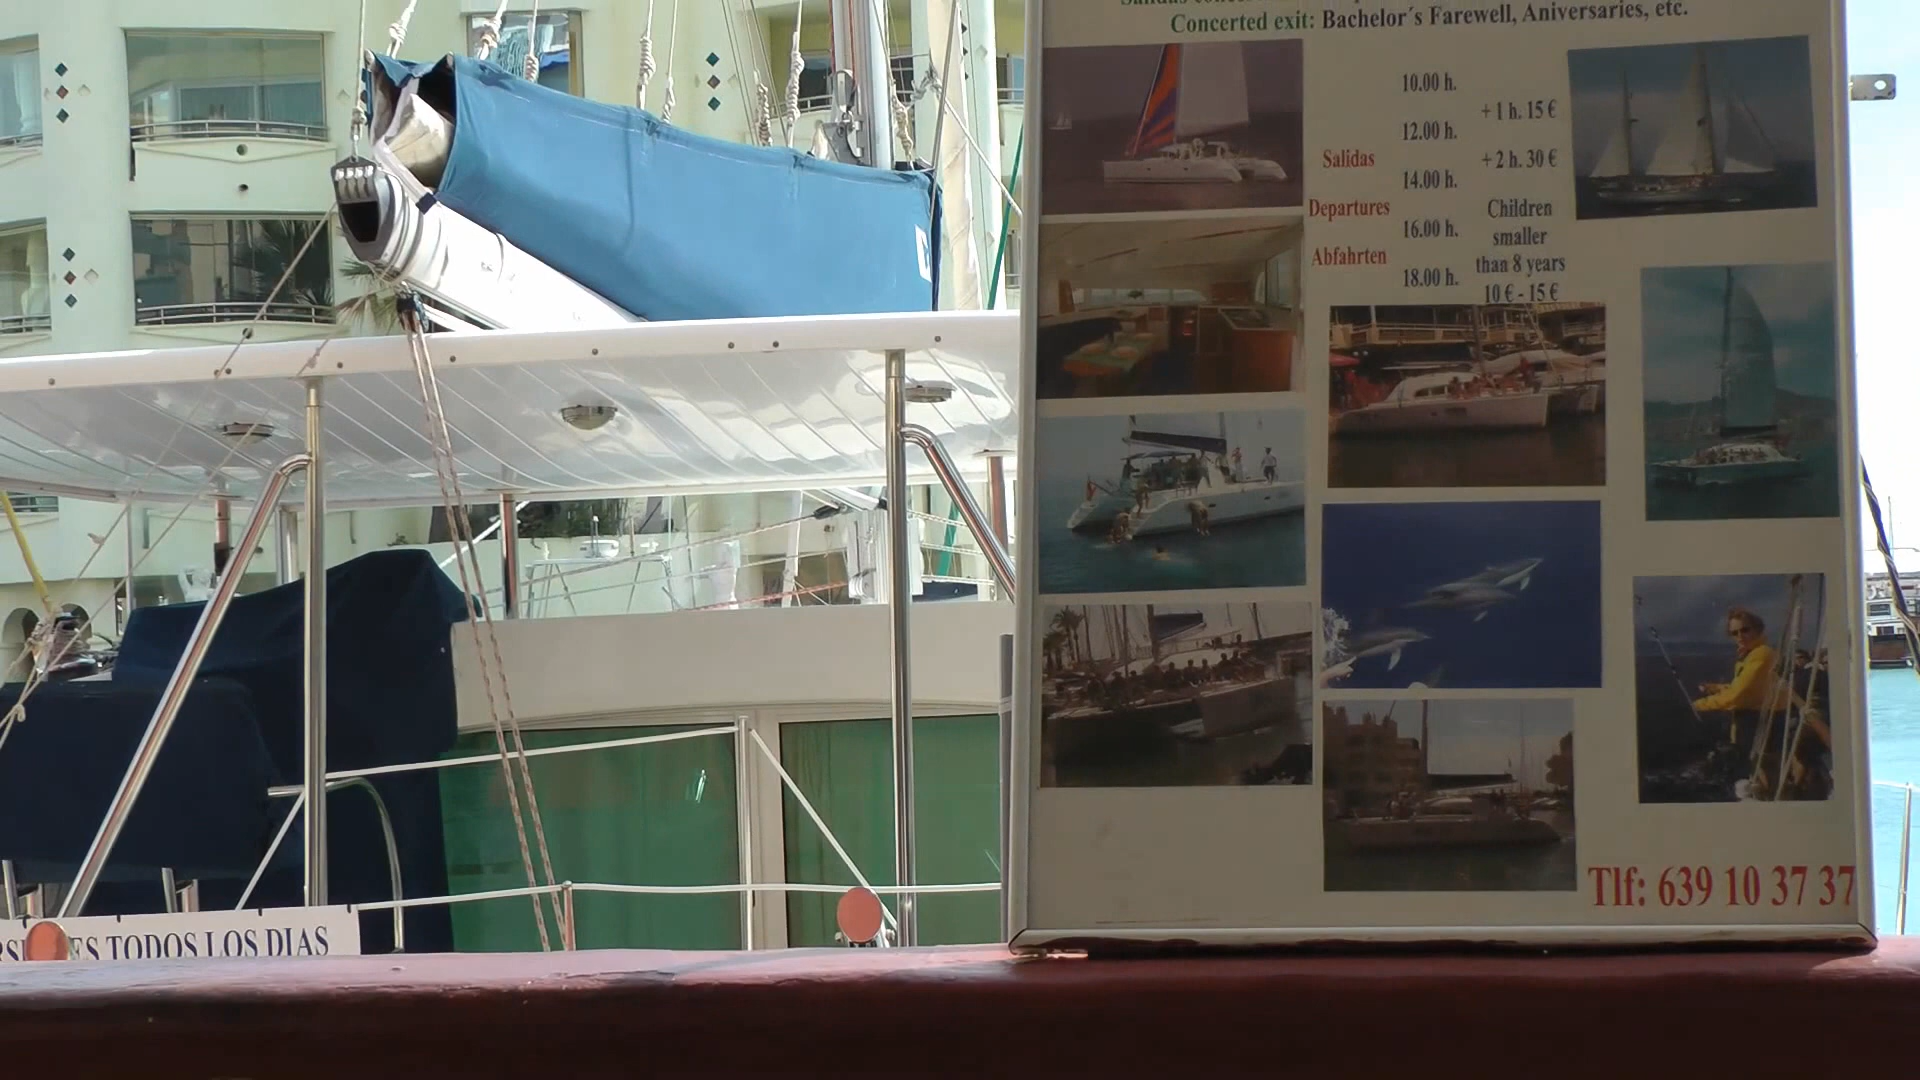 Concerted exit: Bachelor´s Farewell, Aniversaries, etc.
10.00 h.
12.00 h.
14.00 h.
16.00 h.
18.00 h.
Salidas
Departures
Abfahrten
+ 1 h. 15 €
+ 2 h. 30 €
Children
smaller
than 8 years
10 € - 15 €
Tlf: 639 10 37 37
ES TODOS LOS DIAS